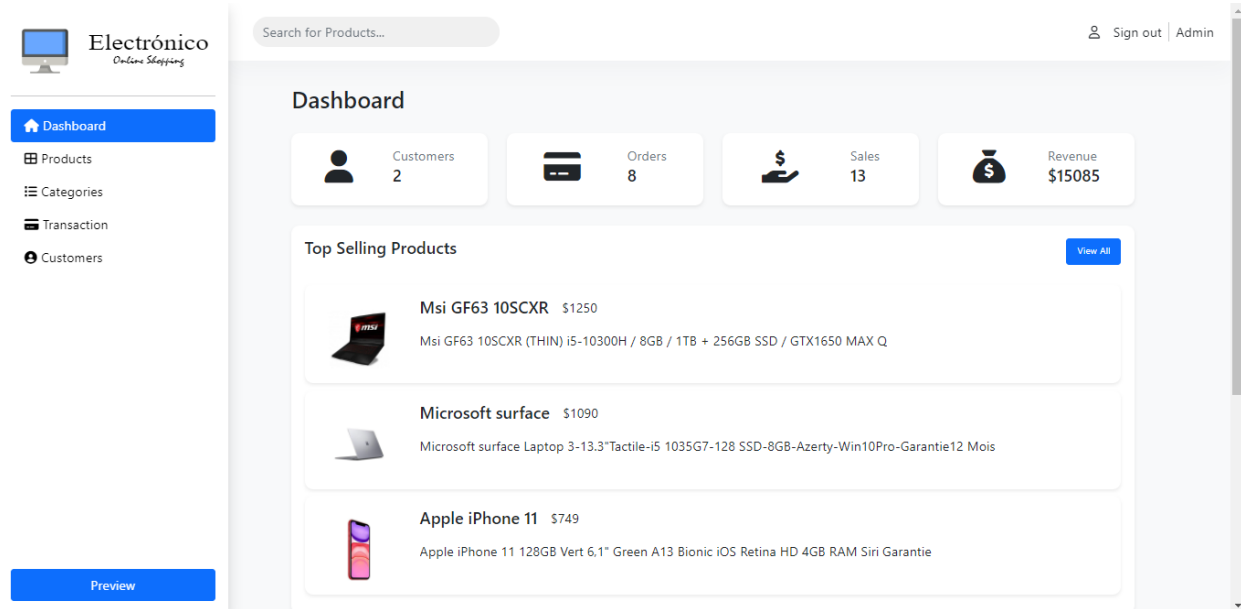 Electrónico
Online Shopping
Search for Products...
Sign out
Admin
Dashboard
Products
Categories
Transaction
Customers
Preview
Dashboard
Customers
2
Orders
8
Sales
13
Revenue
$15085
Top Selling Products
View All
msi
Msi GF63 10SCXR $1250
Msi GF63 10SCXR (THIN) i5-10300H / 8GB / 1TB + 256GB SSD / GTX1650 MAX Q
Microsoft surface $1090
Microsoft surface Laptop 3-13.3"Tactile-i5 1035G7-128 SSD-8GB-Azerty-Win10Pro-Garantie12 Mois
Apple iPhone 11 $749
Apple iPhone 11 128GB Vert 6,1" Green A13 Bionic iOS Retina HD 4GB RAM Siri Garantie